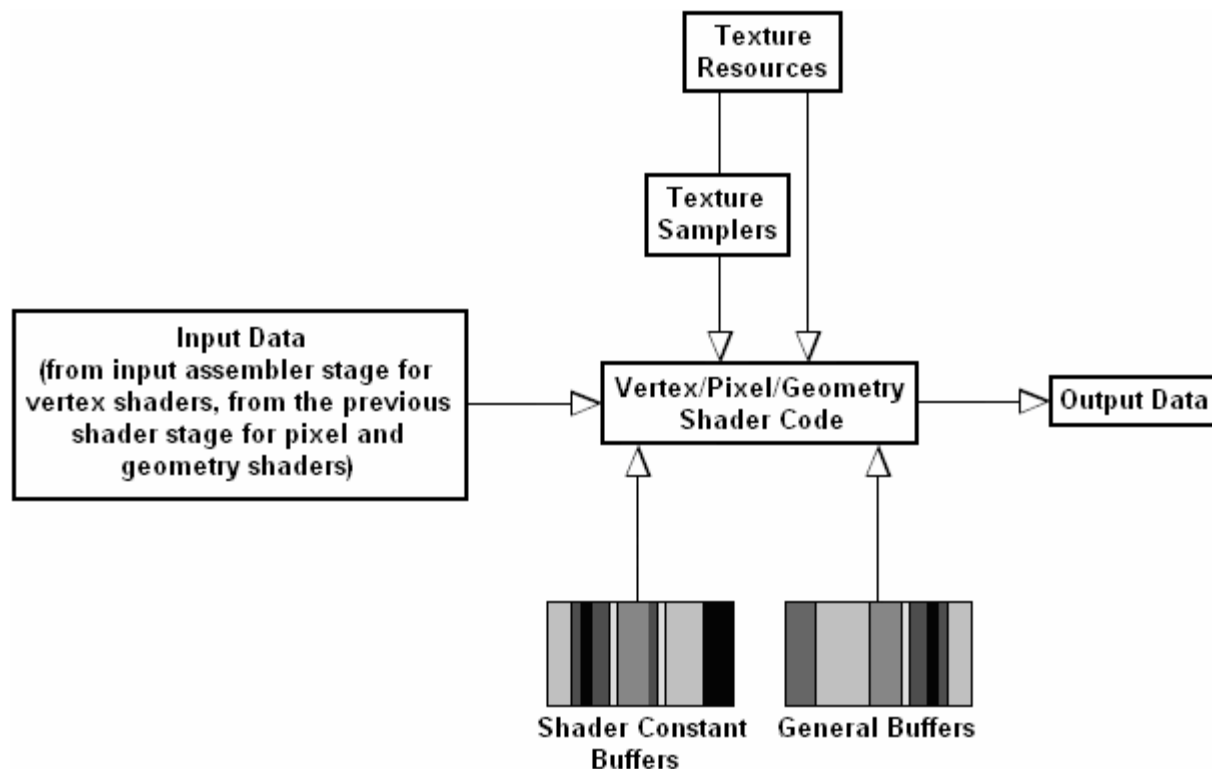 Texture
Resources
Texture
Samplers
Input Data
(from input assembler stage for
vertex shaders, from the previous
shader stage for pixel and
geometry shaders)
Vertex/Pixel/Geometry
Shader Code
Output Data
Shader Constant
Buffers
General Buffers